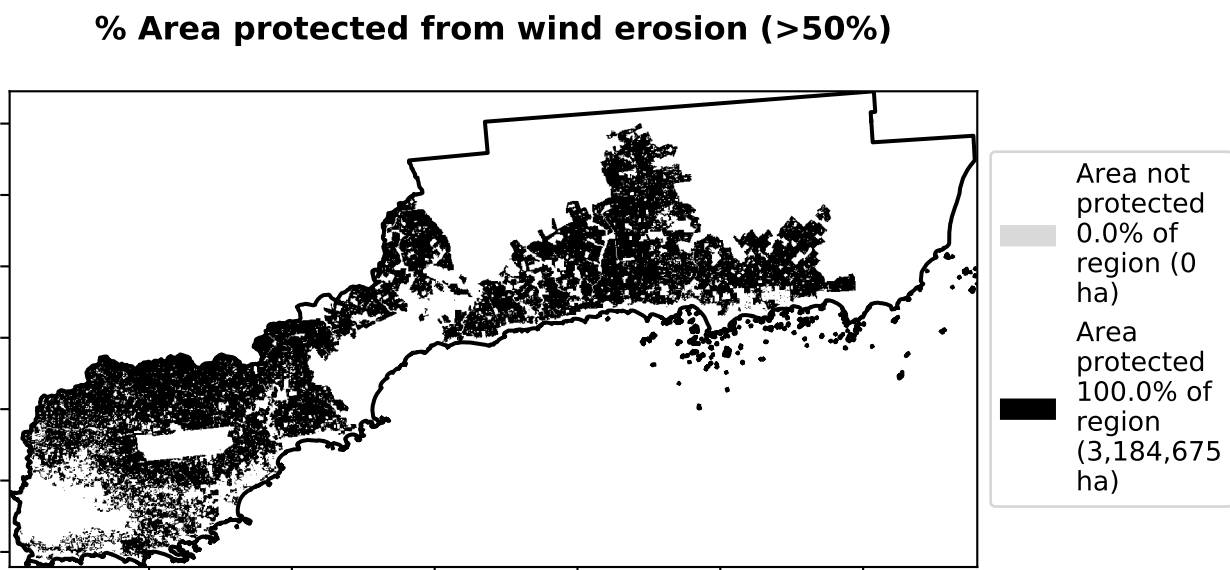 % Area protected from wind erosion (>50%)
Area not
protected
0.0% of
region (0
ha)
Area
protected
100.0% of
region
(3,184,675
ha)